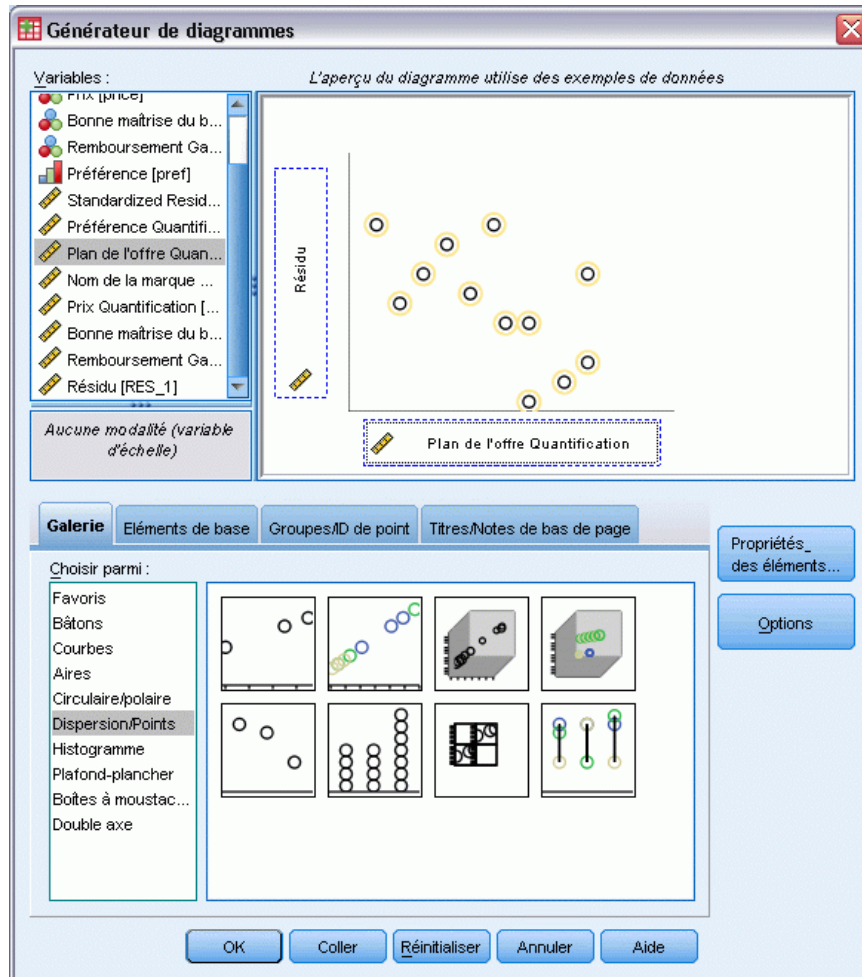 Générateur de diagrammes
Variables :
L'aperçu du diagramme utilise des exemples de données
Prix [price]
Bonne maîtrise du b...
Remboursement Ga...
Préférence [pref]
Standardized Resid...
Préférence Quantifi...
Plan de l'offre Quan...
Nom de la marque ...
Prix Quantification [...
Bonne maîtrise du b...
Remboursement Ga...
Résidu [RES_1]
Aucune modalité (variable
d'échelle)
Résidu
Plan de l'offre Quantification
Galerie
Eléments de base
Groupes/ID de point
Titres/Notes de bas de page
Propriétés_
des éléments...
Options
Choisir parmi :
Favoris
Bâtons
Courbes
Aires
Circulaire/polaire
Dispersion/Points
Histogramme
Plafond-plancher
Boîtes à moustac...
Double axe
OK
Coller
Réinitialiser
Annuler
Aide